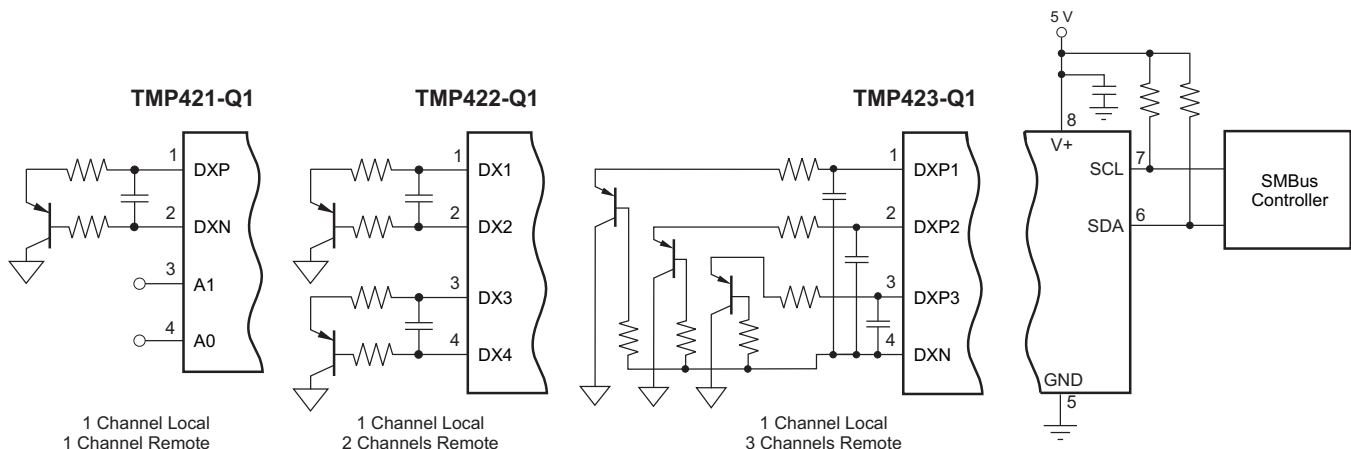 TMP421-Q1
1
DXP
2
DXN
3
A1
4
A0
1 Channel Local
1 Channel Remote
TMP422-Q1
1
DX1
2
DX2
3
DX3
4
DX4
1 Channel Local
2 Channels Remote
TMP423-Q1
1
DXP1
2
DXP2
3
DXP3
4
DXN
1 Channel Local
3 Channels Remote
5 V
8
V+
7
SCL
6
SDA
GND
5
SMBus
Controller